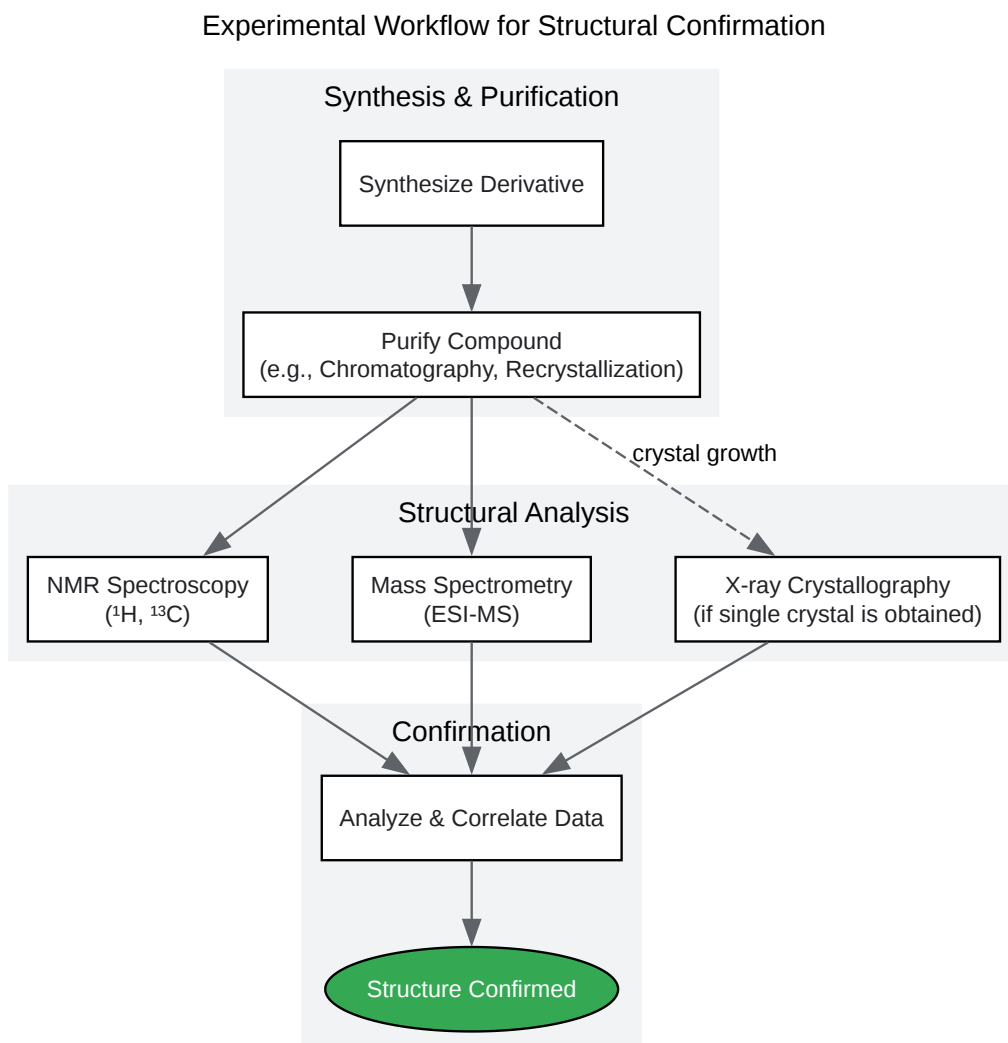 Experimental Workflow for Structural Confirmation
Synthesis & Purification
Synthesize Derivative
Purify Compound
(e.g., Chromatography, Recrystallization)
crystal growth
Structural Analysis
NMR Spectroscopy
(¹H, ¹³C)
Mass Spectrometry
(ESI-MS)
X-ray Crystallography
(if single crystal is obtained)
Confirmation
Analyze & Correlate Data
Structure Confirmed